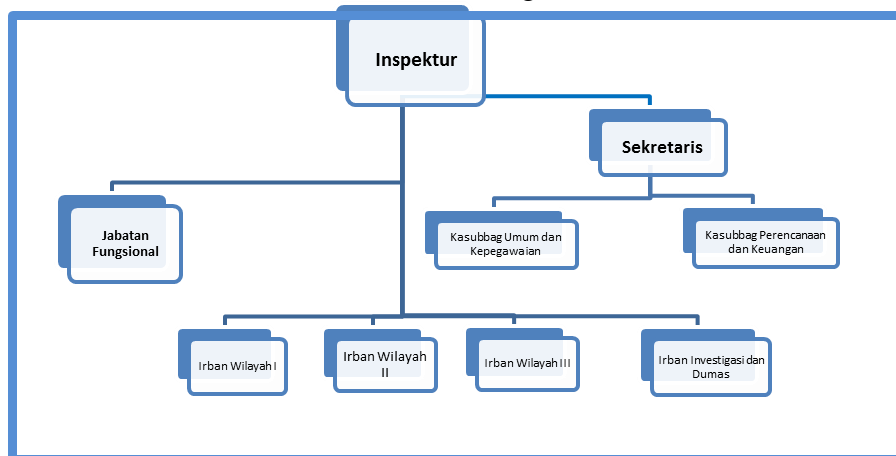 Inspektur
Sekretaris
Jabatan
Fungsional
Kasubbag Umum dan
Kepegawaian
Kasubbag Perencanaan
dan Keuangan
Irban Wilayah I
Irban Wilayah
II
Irban Wilayah III
Irban Investigasi dan
Dumas